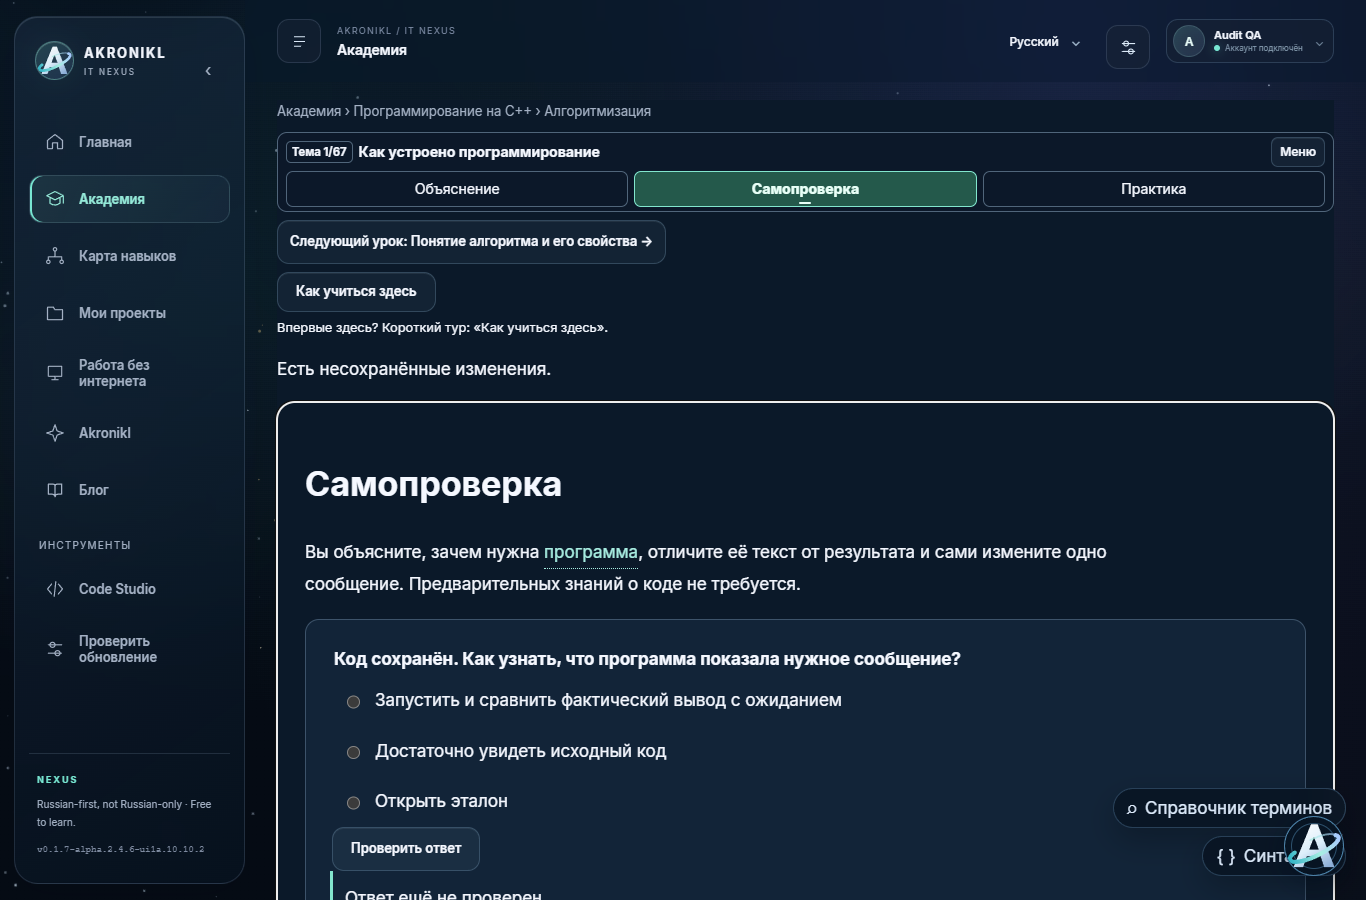 AKRONIKL
IT NEXUS
Главная
Академия
Карта навыков
Мои проекты
Работа без
интернета
Akronikl
Блог
ИНСТРУМЕНТЫ
Code Studio
Проверить
обновление
NEXUS
Russian-first, not Russian-only · Free
to learn.
v0.1.7-alpha.2.4.6-ui1a.10.10.2
AKRONIKL / IT NEXUS
Академия
Русский
A
Audit QA
Аккаунт подключён
Академия › Программирование на C++ › Алгоритмизация
Тема 1/67 Как устроено программирование
Меню
Объяснение
Самопроверка
Практика
Следующий урок: Понятие алгоритма и его свойства →
Как учиться здесь
Впервые здесь? Короткий тур: «Как учиться здесь».
Есть несохранённые изменения.
Самопроверка
Вы объясните, зачем нужна программа, отличите её текст от результата и сами измените одно
сообщение. Предварительных знаний о коде не требуется.
Код сохранён. Как узнать, что программа показала нужное сообщение?
Запустить и сравнить фактический вывод с ожиданием
Достаточно увидеть исходный код
Открыть эталон
Проверить ответ
Ответ ещё не проверен
Справочник терминов
{ }